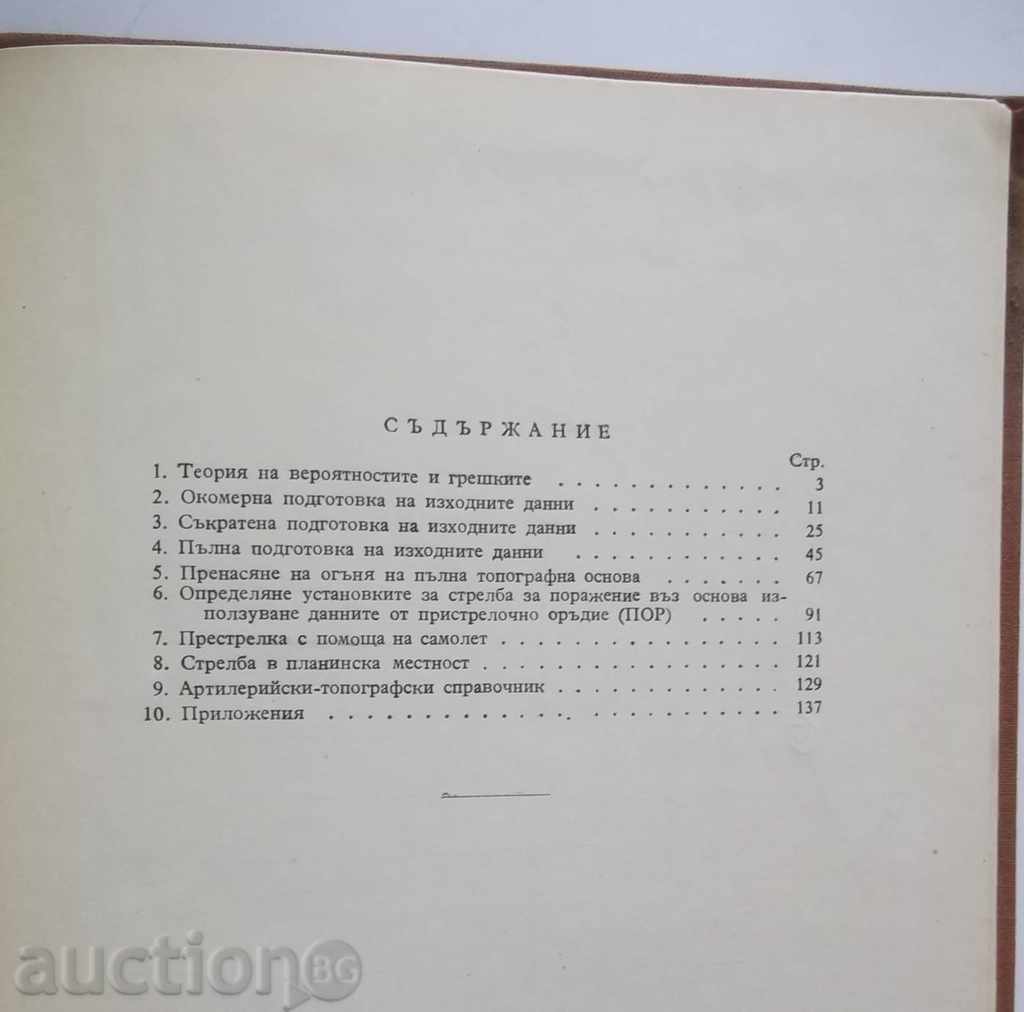 СЪДЪРЖАНИЕ
Стр.
1. Теория на вероятностите и грешките . . . . . . . . . . . . . 3
2. Окомерна подготовка на изходните данни . . . . . . . . . . . 11
3. Съкратена подготовка на изходните данни . . . . . . . . . . . 25
4. Пълна подготовка на изходните данни . . . . . . . . . . . . 45
5. Пренасяне на огъня на пълна топографна основа . . . . . . . 67
6. Определяне установките за стрелба за поражение въз основа из-
ползуване данните от пристрелочно оръдие (ПОР) . . . . . 91
7. Престрелка с помоща на самолет . . . . . . . . . . . . . . . . 113
8. Стрелба в планинска местност . . . . . . . . . . . . . . . . . 121
9. Артилерийски-топографски справочник . . . . . . . . . . . . . 129
10. Приложения . . . . . . . . . . . . . . . . . . . . . . . . 137
auctionBG